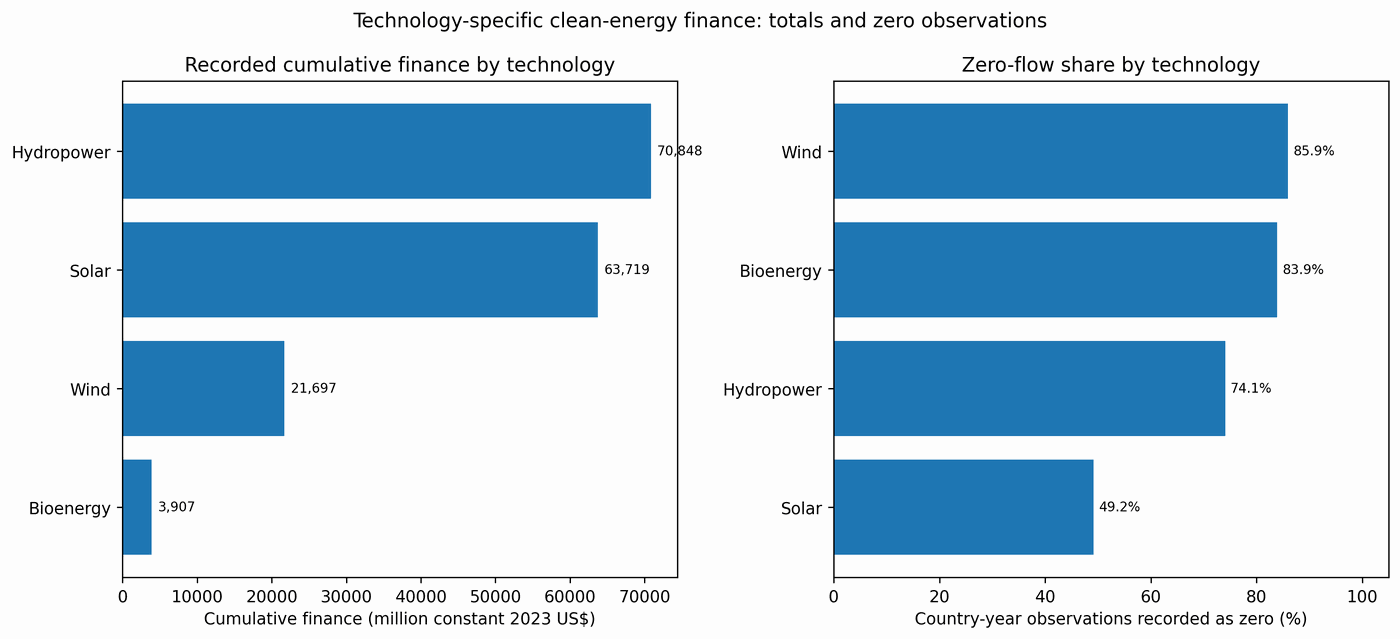 Technology-specific clean-energy finance: totals and zero observations
Recorded cumulative finance by technology
Hydropower
70,848
Solar
63,719
Wind
21,697
Bioenergy
3,907
0 10000 20000 30000 40000 50000 60000 70000
Cumulative finance (million constant 2023 US$)
Zero-flow share by technology
Wind
85.9%
Bioenergy
83.9%
Hydropower
74.1%
Solar
49.2%
0 20 40 60 80 100
Country-year observations recorded as zero (%)